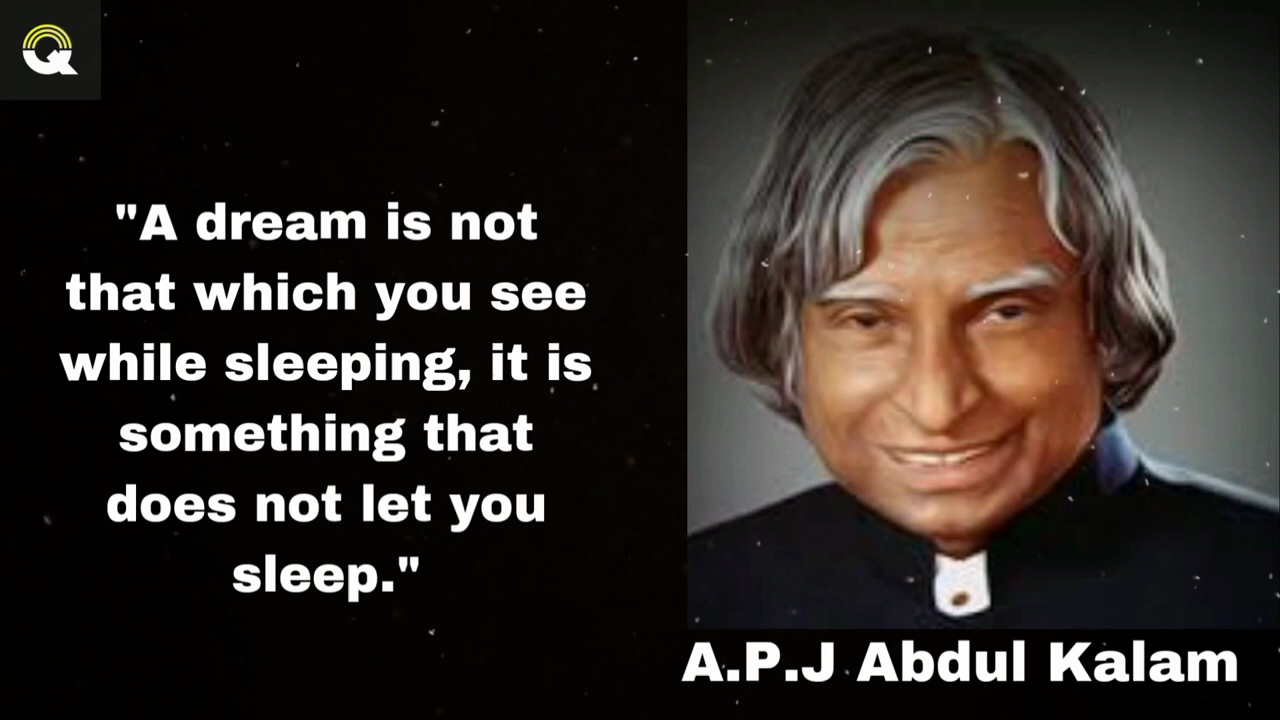 "A dream is not
that which you see
while sleeping, it is
something that
does not let you
sleep."
A.P.J Abdul Kalam